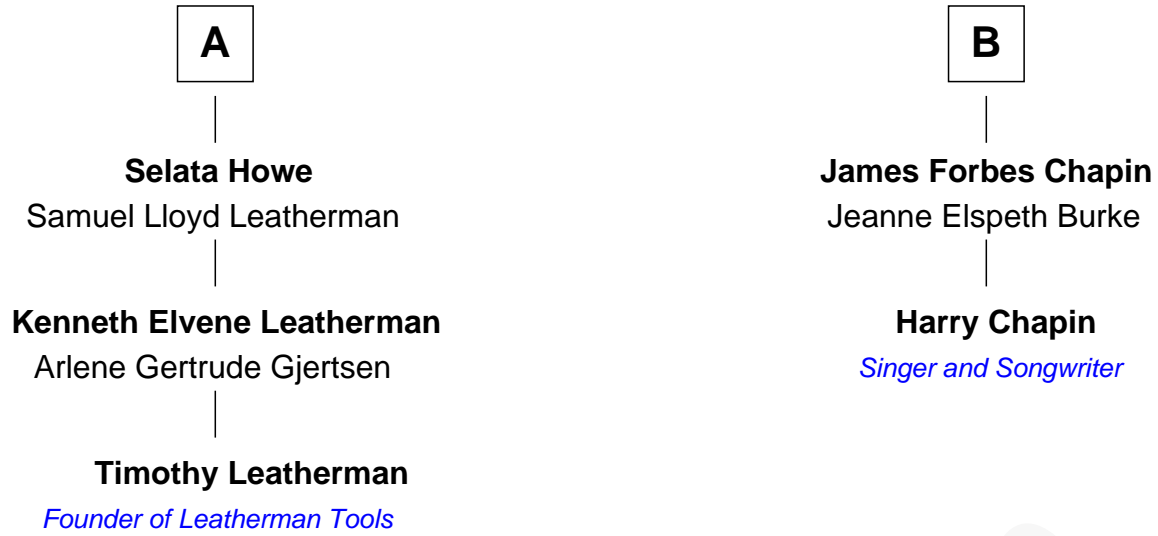 A
Selata Howe
Samuel Lloyd Leatherman
Kenneth Elvene Leatherman
Arlene Gertrude Gjertsen
Timothy Leatherman
Founder of Leatherman Tools
B
James Forbes Chapin
Jeanne Elspeth Burke
Harry Chapin
Singer and Songwriter